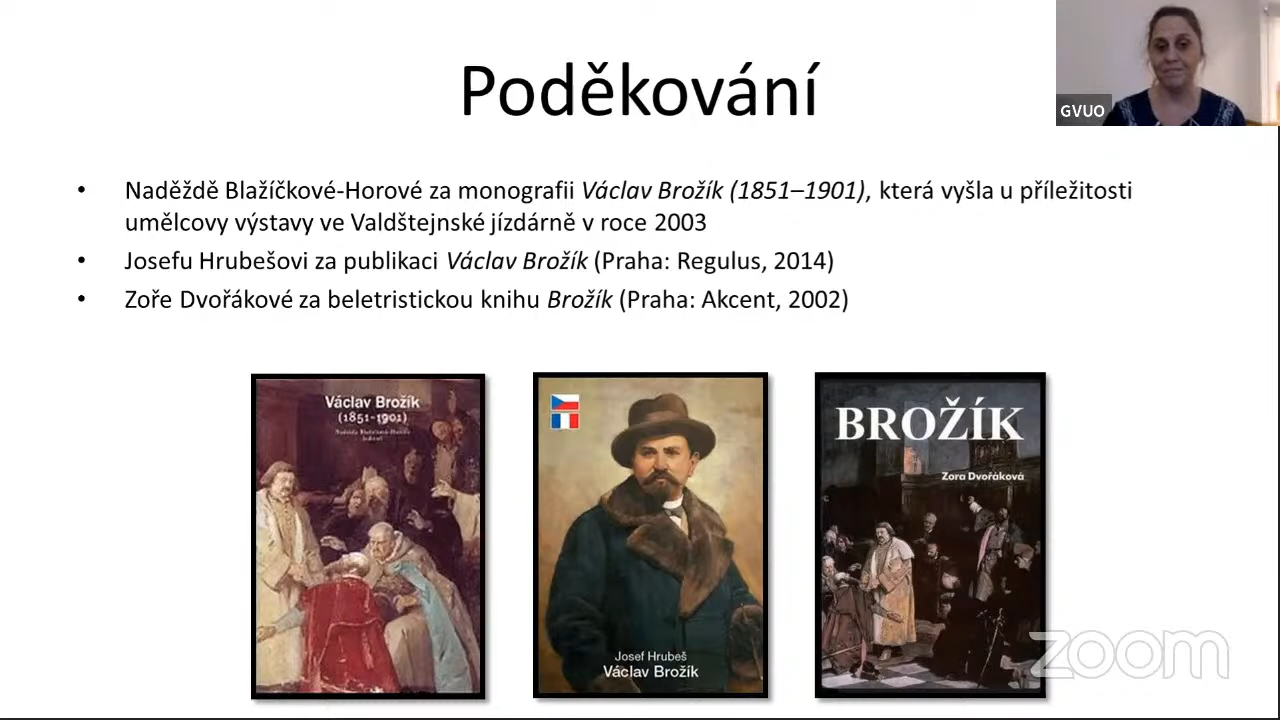 Poděkování
GVUO
• Naděždě Blažíčkové-Horové za monografii Václav Brožík (1851–1901), která vyšla u příležitosti
umělcovy výstavy ve Valdštejnské jízdárně v roce 2003
• Josefu Hrubešovi za publikaci Václav Brožík (Praha: Regulus, 2014)
• Zoře Dvořákové za beletristickou knihu Brožík (Praha: Akcent, 2002)
Václav Brožík
(1851-1901)
Josef Hrubeš
Václav Brožík
BROŽÍK
Zora Dvořáková
zoom